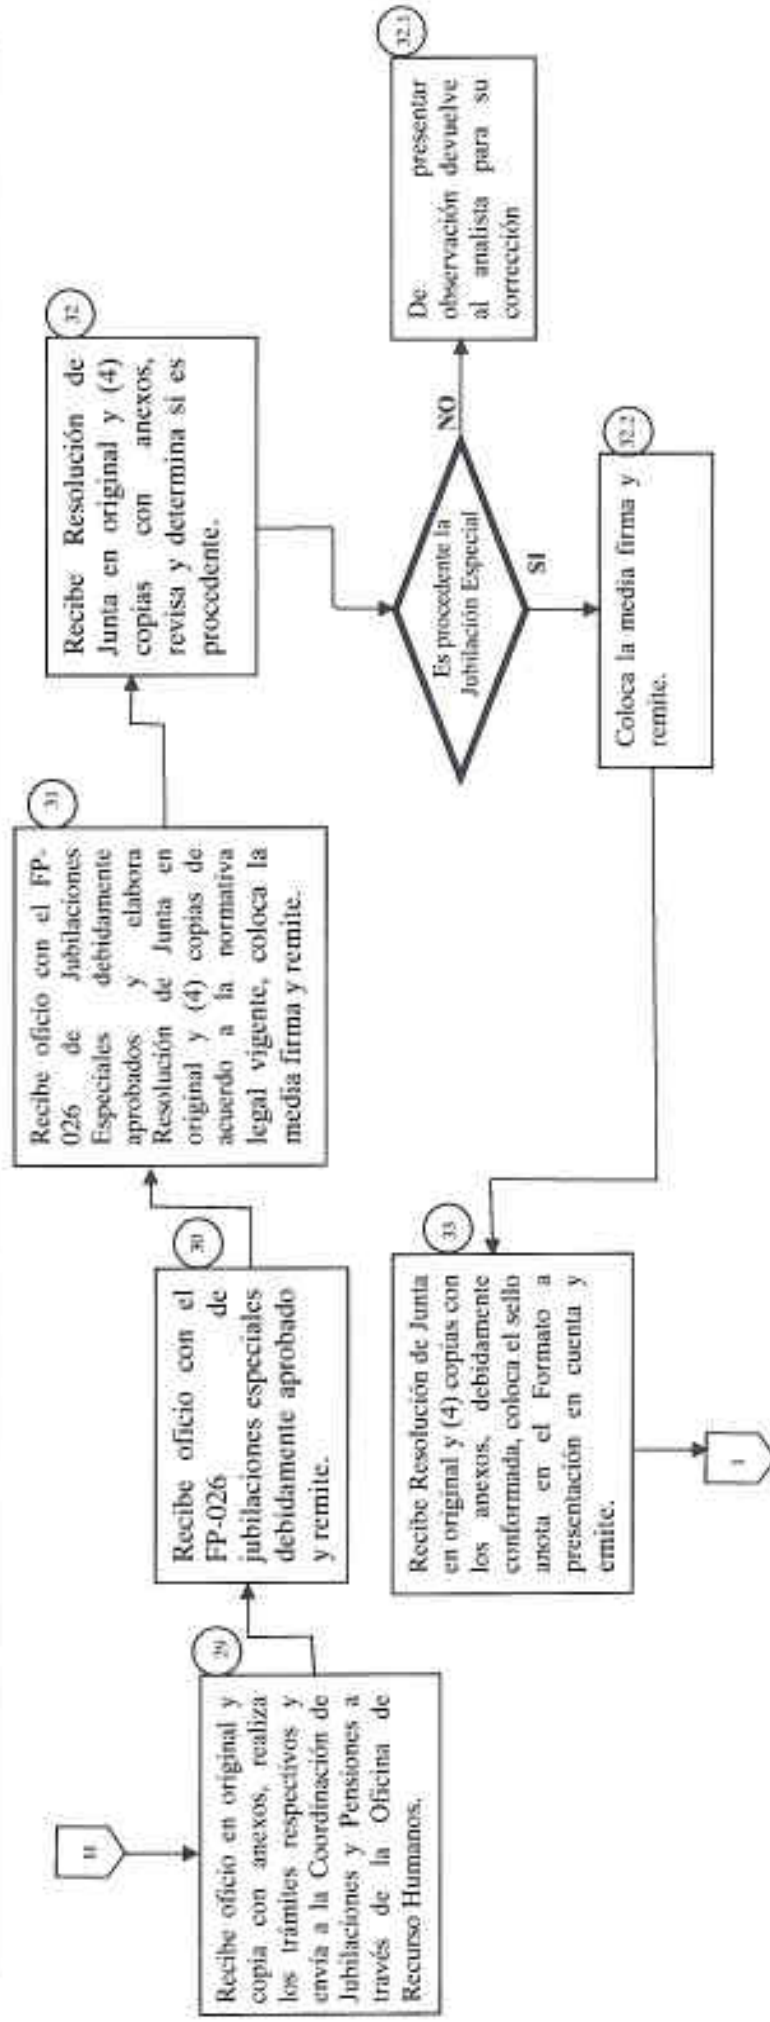 29
Recibe oficio en original y
copia con anexos, realiza
los trámites respectivos y
envía a la Coordinación de
Jubilaciones y Pensiones a
través de la Oficina de
Recurso Humanos.
30
Recibe oficio con el
FP-026 de
jubilaciones especiales
debidamente aprobado
y remite.
31
Recibe oficio con el FP-
026 de Jubilaciones
Especiales debidamente
aprobados y elabora
Resolución de Junta en
original y (4) copias de
acuerdo a la normativa
legal vigente, coloca la
media firma y remite.
32
Recibe Resolución de
Junta en original y (4)
copias con anexos,
revisa y determina si es
procedente.
Es procedente la
Jubilación Especial
NO
32.1
De presentar
observación devuelve
al analista para su
corrección
SI
32.2
Coloca la media firma y
remite.
33
Recibe Resolución de Junta
en original y (4) copias con
los anexos, debidamente
conformada, coloca el sello
anota en el Formato a
presentación en cuenta y
emite.
I